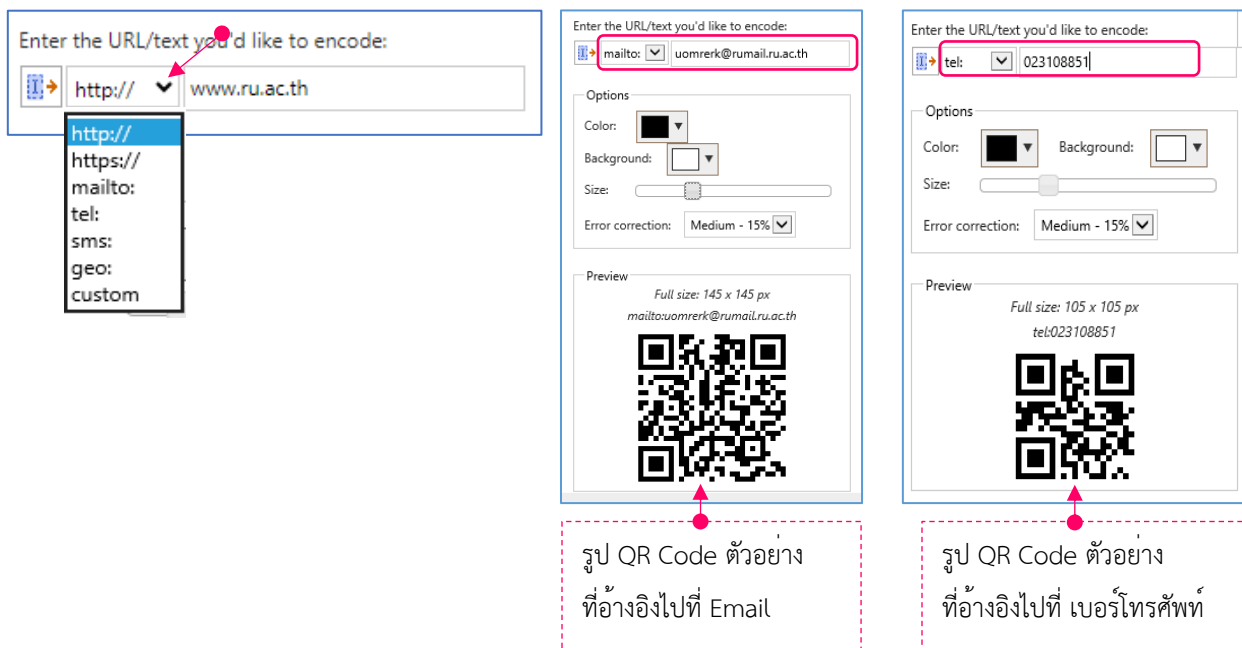 Enter the URL/text you'd like to encode:
http:// www.ru.ac.th
http://
https://
mailto:
tel:
sms:
geo:
custom
Enter the URL/text you'd like to encode:
mailto: uomrerk@rumail.ru.ac.th
Options
Color:
Background:
Size:
Error correction: Medium - 15%
Preview
Full size: 145 x 145 px
mailto:uomrerk@rumail.ru.ac.th
รูป QR Code ตัวอย่าง
ที่อ้างอิงไปที่ Email
Enter the URL/text you'd like to encode:
tel: 023108851
Options
Color: Background:
Size:
Error correction: Medium - 15%
Preview
Full size: 105 x 105 px
tel:023108851
รูป QR Code ตัวอย่าง
ที่อ้างอิงไปที่ เบอร์โทรศัพท์